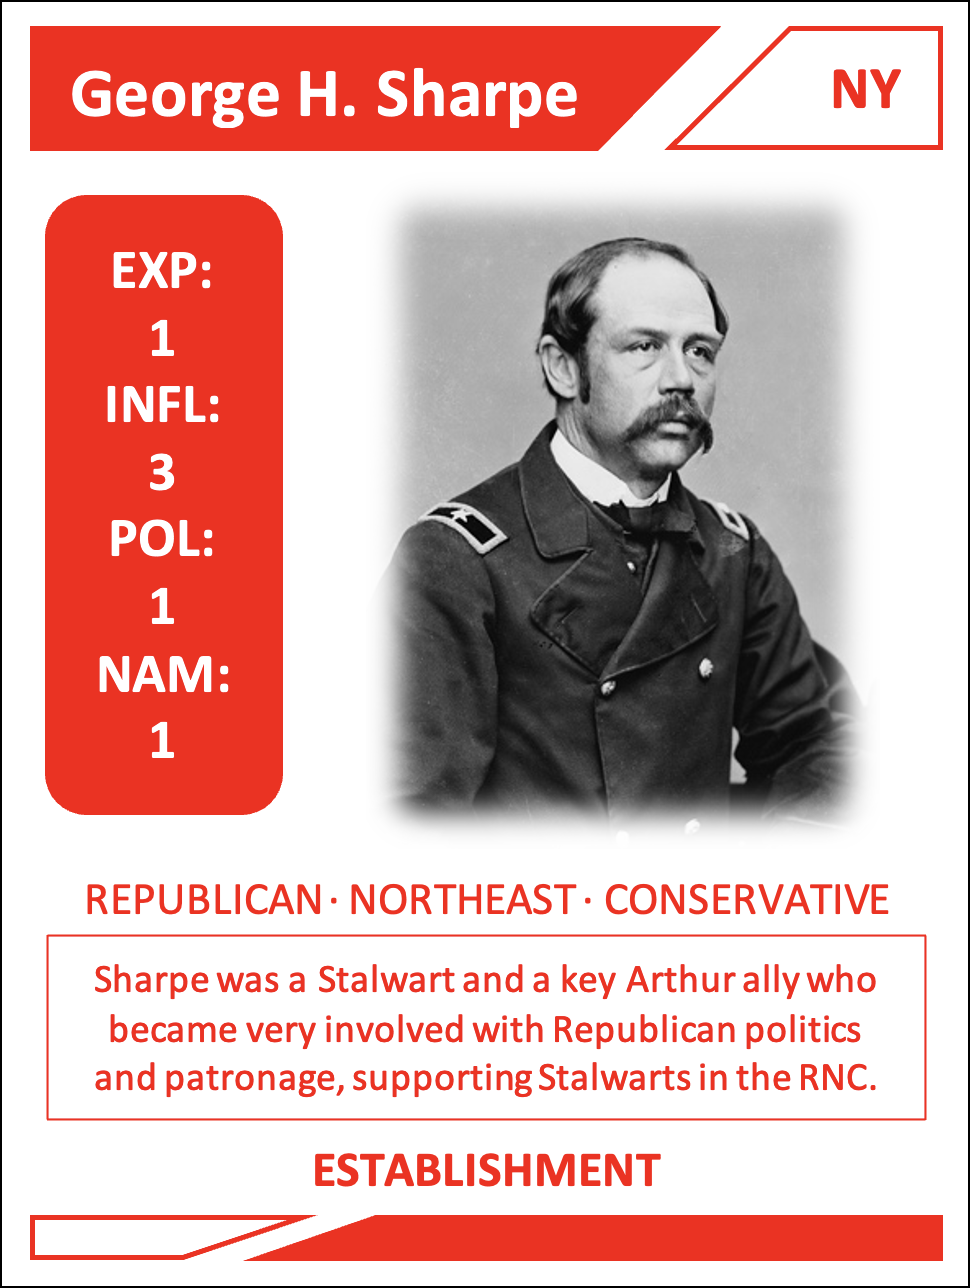 George H. Sharpe
NY
EXP:
1
INFL:
3
POL:
1
NAM:
1
REPUBLICAN · NORTHEAST · CONSERVATIVE
Sharpe was a Stalwart and a key Arthur ally who
became very involved with Republican politics
and patronage, supporting Stalwarts in the RNC.
ESTABLISHMENT